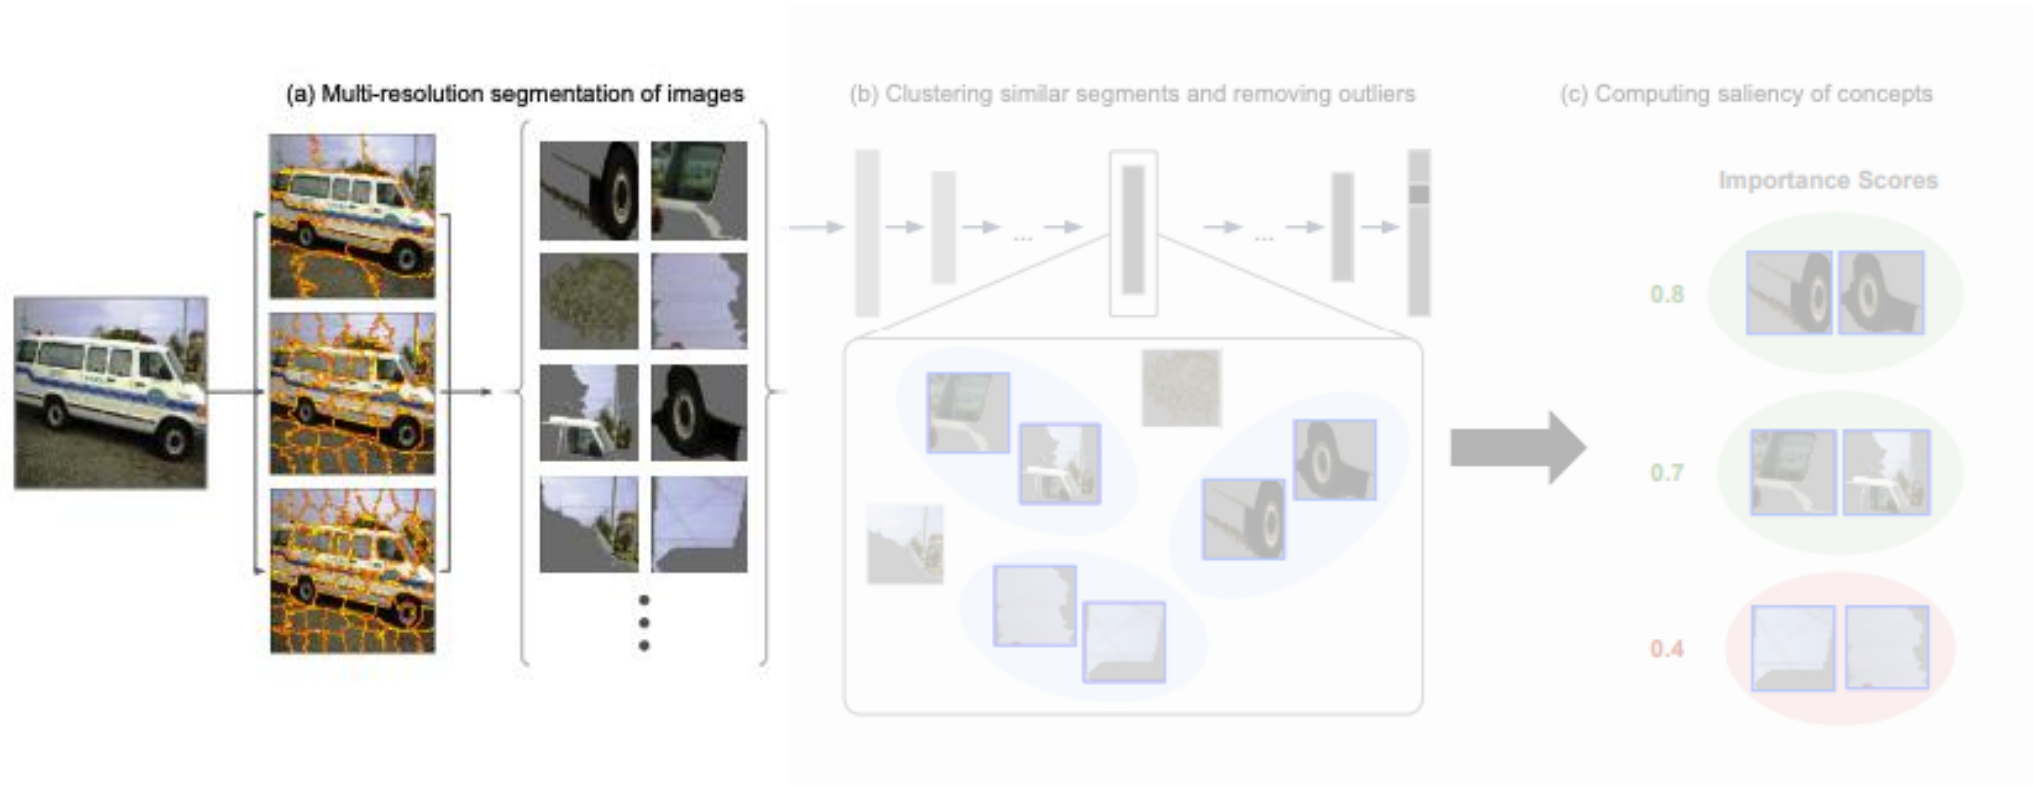 (a) Multi-resolution segmentation of images
(b) Clustering similar segments and removing outliers
(c) Computing saliency of concepts
Importance Scores
...
...
0.8
0.7
0.4